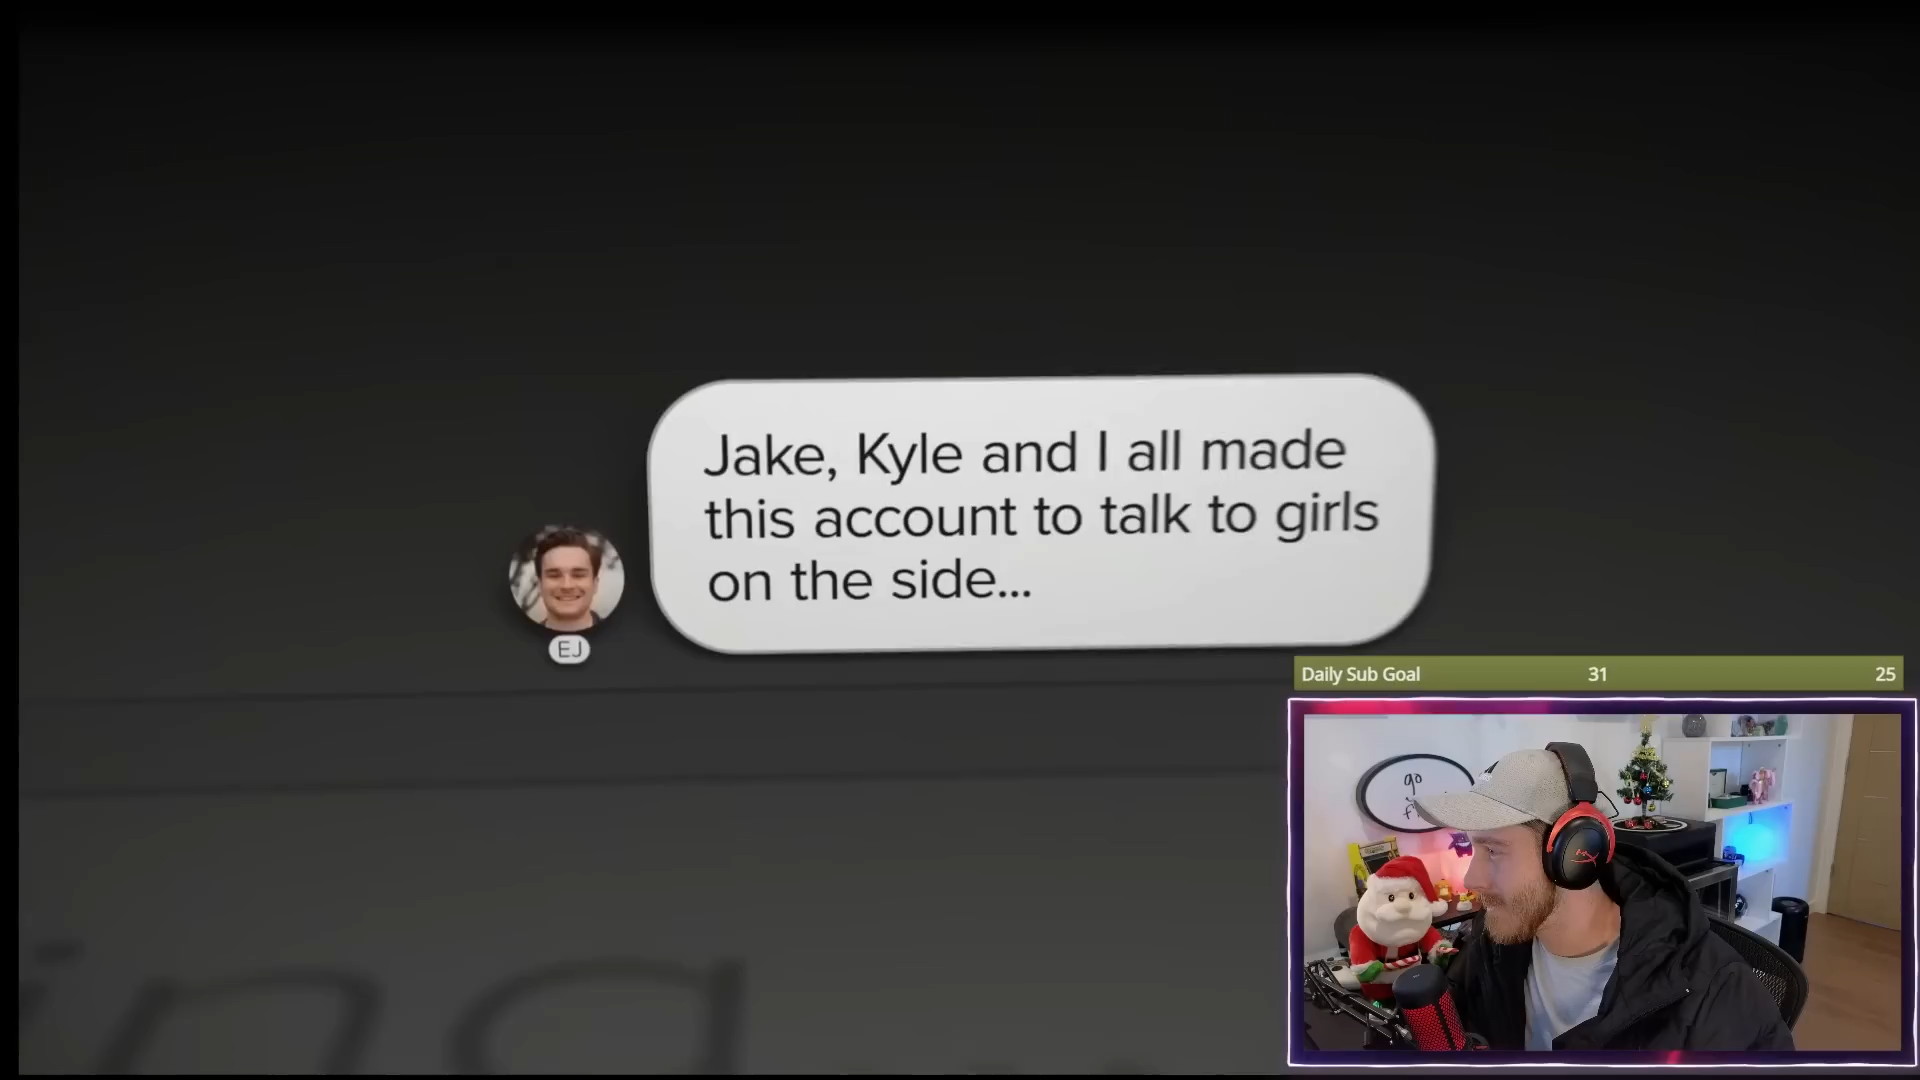 Jake, Kyle and I all made
this account to talk to girls
on the side...
EJ
Daily Sub Goal 31 25
go